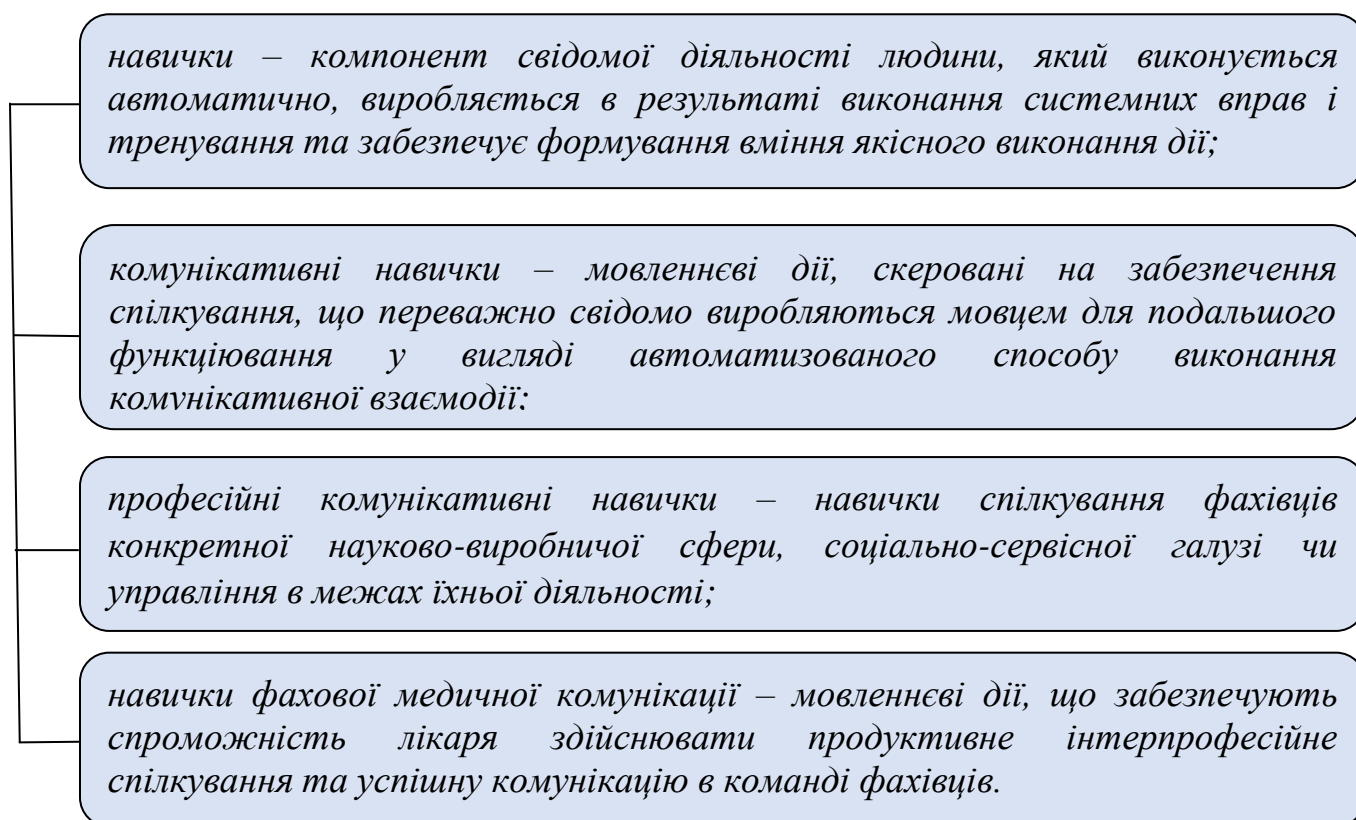 навички – компонент свідомої діяльності людини, який виконується
автоматично, виробляється в результаті виконання системних вправ і
тренування та забезпечує формування вміння якісного виконання дії;
комунікативні навички – мовленнєві дії, скеровані на забезпечення
спілкування, що переважно свідомо виробляються мовцем для подальшого
функціювання у вигляді автоматизованого способу виконання
комунікативної взаємодії;
професійні комунікативні навички – навички спілкування фахівців
конкретної науково-виробничої сфери, соціально-сервісної галузі чи
управління в межах їхньої діяльності;
навички фахової медичної комунікації – мовленнєві дії, що забезпечують
спроможність лікаря здійснювати продуктивне інтерпрофесійне
спілкування та успішну комунікацію в команді фахівців.